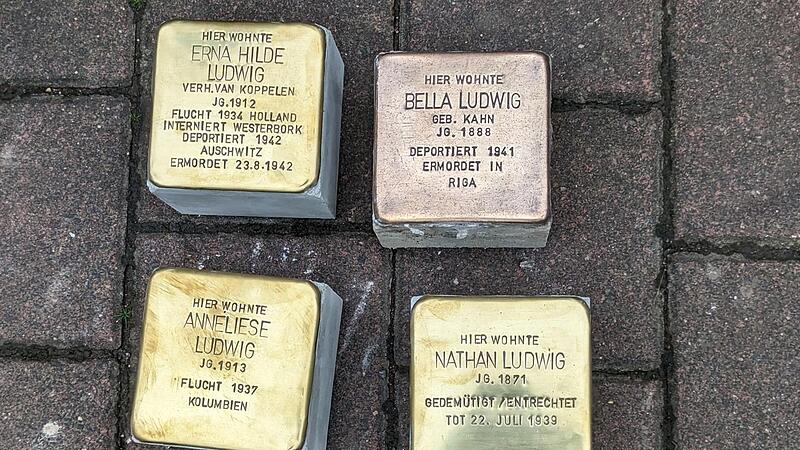 HIER WOHNTE
ERNA HILDE
LUDWIG
VERH. VAN KOPPELEN
JG. 1912
FLUCHT 1934 HOLLAND
INTERNIERT WESTERBORK
DEPORTIERT 1942
AUSCHWITZ
ERMORDET 23.8.1942
HIER WOHNTE
BELLA LUDWIG
GEB. KAHN
JG. 1888
DEPORTIERT 1941
ERMORDET IN
RIGA
HIER WOHNTE
ANNELIESE
LUDWIG
JG. 1913
FLUCHT 1937
KOLUMBIEN
HIER WOHNTE
NATHAN LUDWIG
JG. 1871
GEDEMÜTIGT / ENTRECHTET
TOT 22. JULI 1939